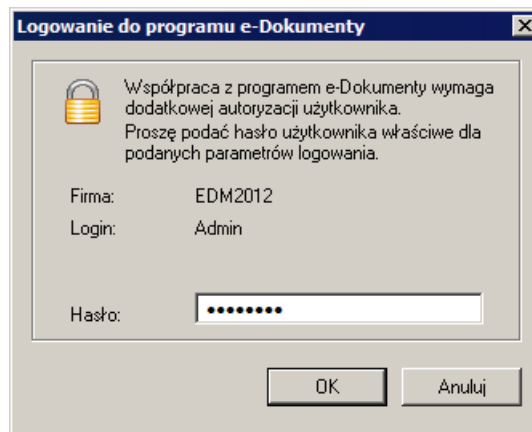 Logowanie do programu e-Dokumenty
Współpraca z programem e-Dokumenty wymaga
dodatkowej autoryzacji użytkownika.
Proszę podać hasło użytkownika właściwe dla
podanych parametrów logowania.
Firma: EDM2012
Login: Admin
Hasło: ••••••••
OK Anuluj